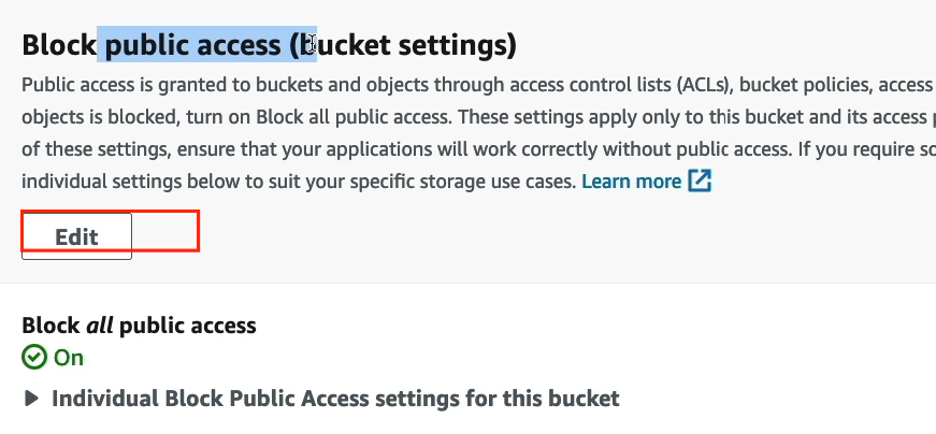 Block public access (bucket settings)
Public access is granted to buckets and objects through access control lists (ACLs), bucket policies, access
objects is blocked, turn on Block all public access. These settings apply only to this bucket and its access
of these settings, ensure that your applications will work correctly without public access. If you require
individual settings below to suit your specific storage use cases. Learn more
Edit
Block all public access
On
Individual Block Public Access settings for this bucket